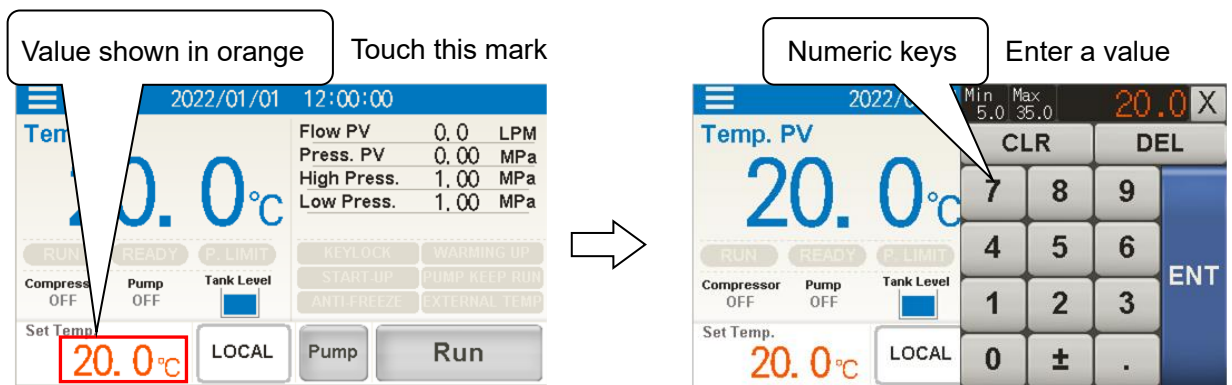 Value shown in orange
Touch this mark
2022/01/01 12:00:00
Tem
20.0°C
Flow PV 0.0 LPM
Press. PV 0.00 MPa
High Press. 1.00 MPa
Low Press. 1.00 MPa
RUN READY P. LIMIT
KEYLOCK WARMING UP
START-UP PUMP KEEP RUN
ANTI-FREEZE EXTERNAL TEMP
Compress Pump Tank Level
OFF OFF
Set Temp.
20.0°C
LOCAL
Pump
Run
Numeric keys
Enter a value
2022/0
Temp. PV
20.0°C
RUN READY P. LIMIT
Compressor Pump Tank Level
OFF OFF
Set Temp.
20.0°C
LOCAL
Min Max
5.0 35.0
20.0 X
CLR DEL
7 8 9
4 5 6
ENT
1 2 3
0 ± .